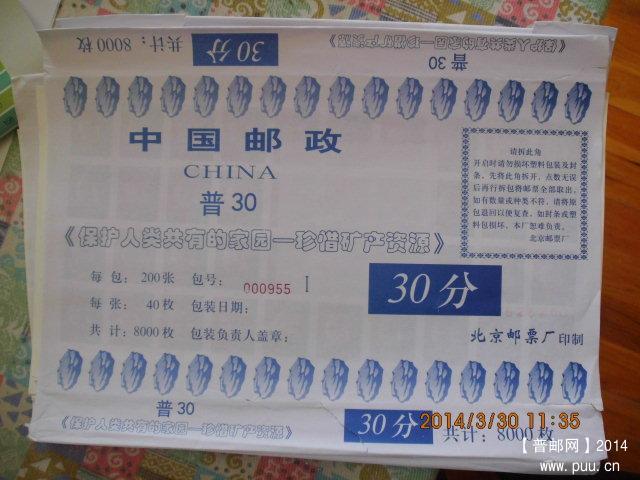 共计：8000枚
30分
《保护人类共有的家园—珍惜矿产资源》
普30
中国邮政
CHINA
普30
《保护人类共有的家园—珍惜矿产资源》
请拆此角
开启时请勿损坏塑料包装及封
条。先将此角拆开，点数无误
后再行拆包将邮票全部取出。
如有数量或种类不符，请将原
包退回以便复查。如封条或塑
料包损坏，本厂恕难负责。
北京邮票厂
每包：200张 包号：000955
每张：40枚 包装日期：
共计：8000枚 包装负责人盖章：
30分
北京邮票厂印制
普30
《保护人类共有的家园—珍惜矿产资源》
30分
共计：8000枚
2014/3/30 11:35
【普邮网】2014
www.puu.cn